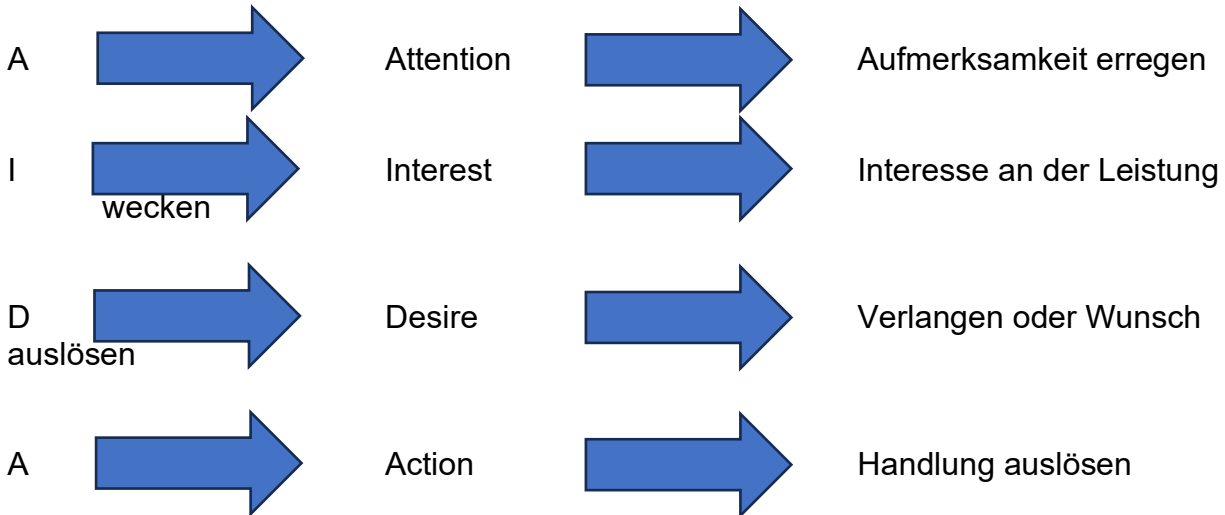 A Attention Aufmerksamkeit erregen
I Interest Interesse an der Leistung
wecken
D Desire Verlangen oder Wunsch
auslösen
A Action Handlung auslösen